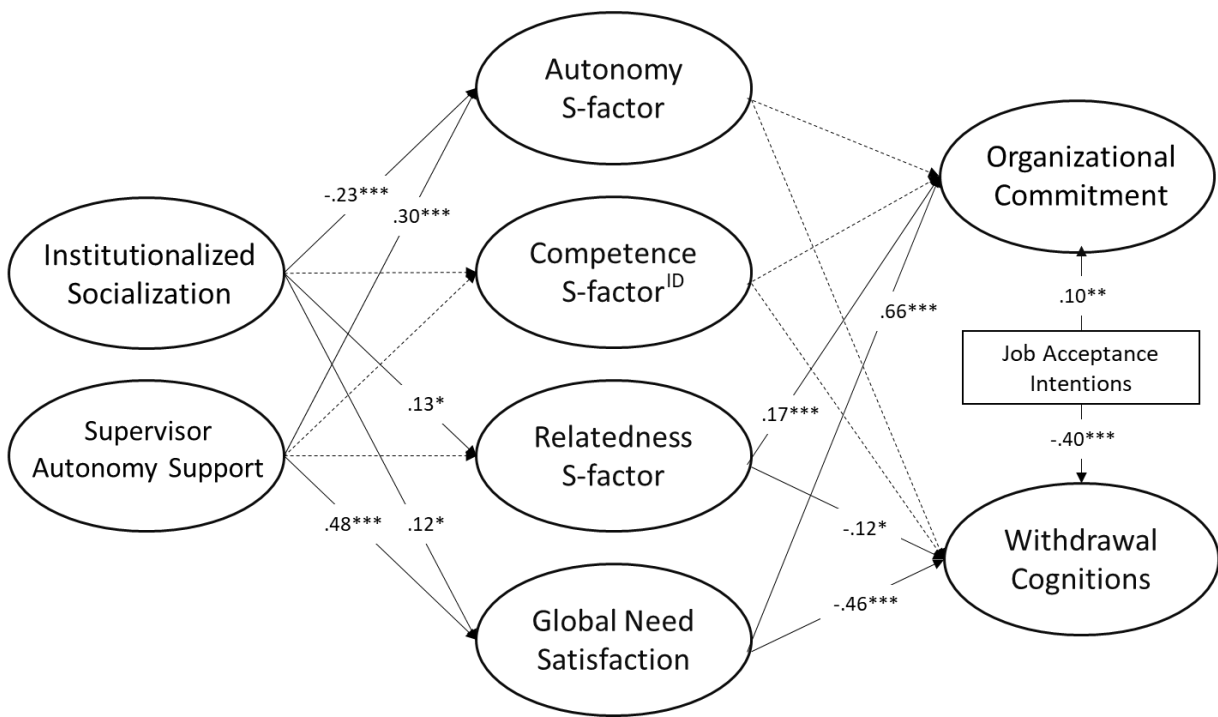 Autonomy
S-factor
Organizational
Commitment
-.23***
.30***
Institutionalized
Socialization
Competence
S-factorID
.10**
.66***
Job Acceptance
Intentions
.13*
.17***
Supervisor
Autonomy Support
Relatedness
S-factor
-.40***
.48***
.12*
-.12*
Withdrawal
Cognitions
-.46***
Global Need
Satisfaction